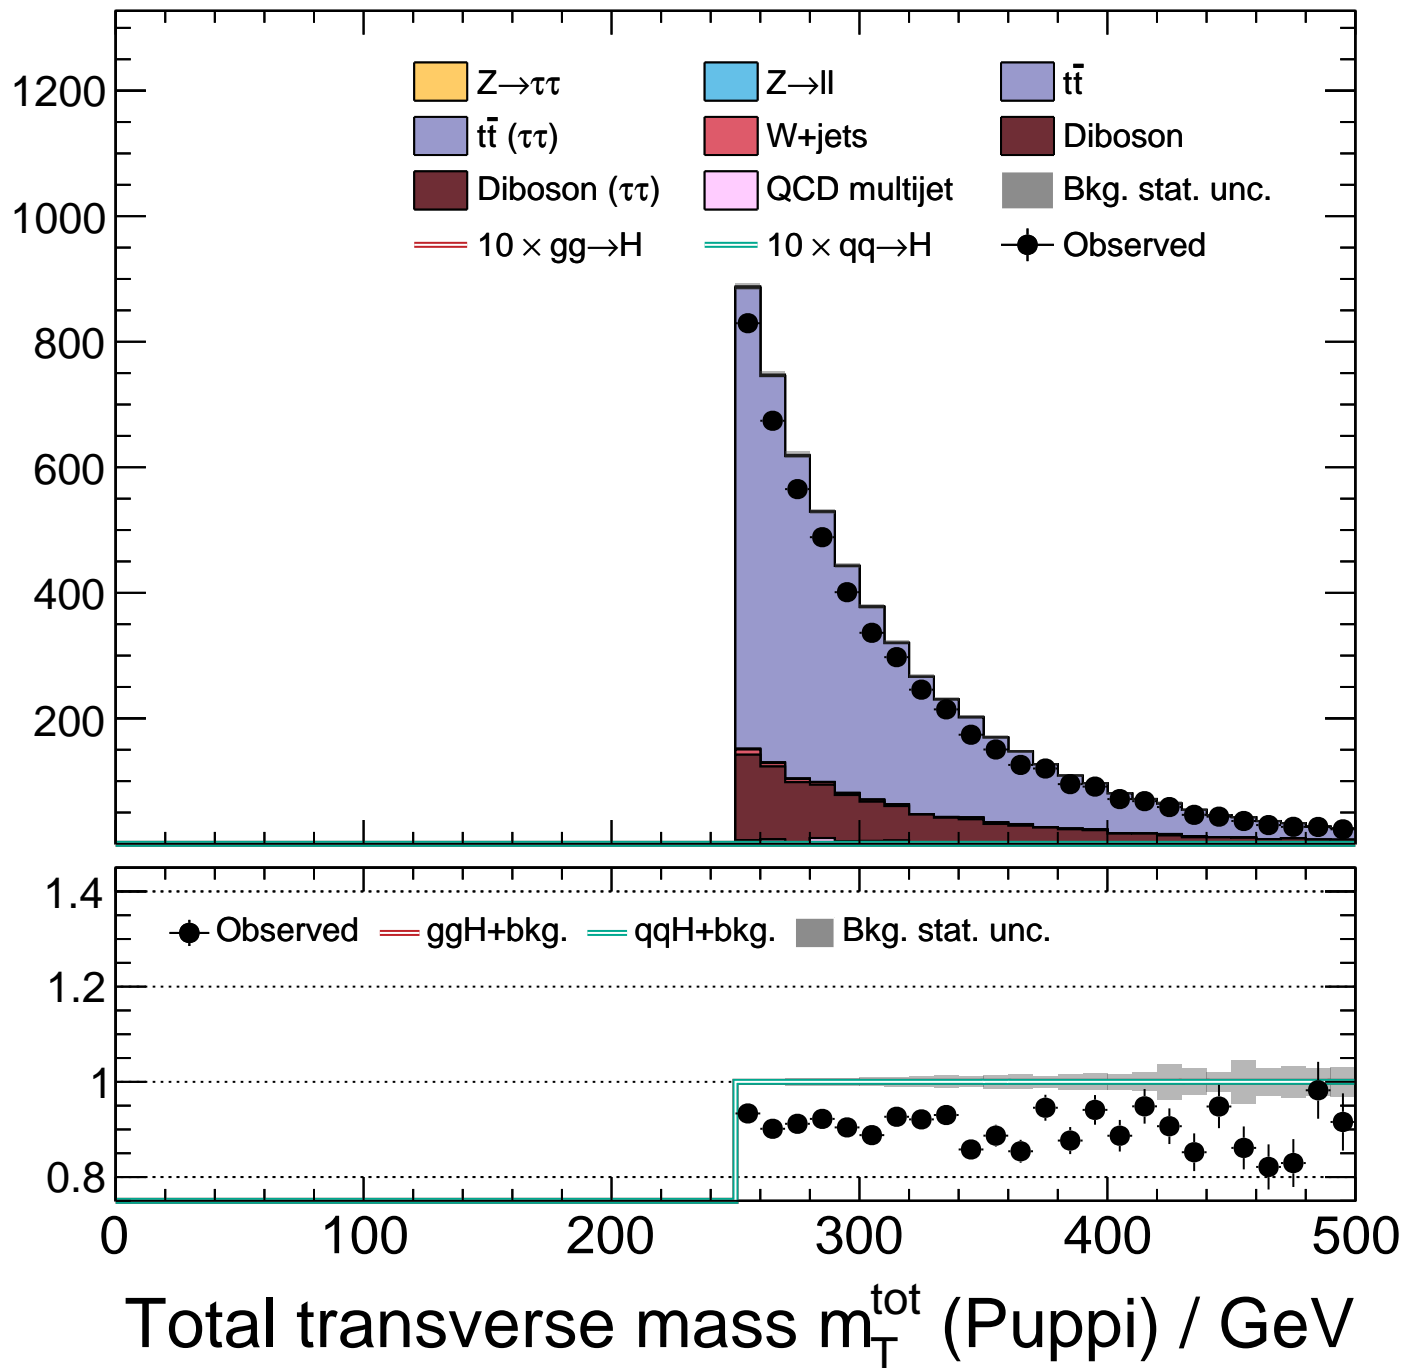 1200
1000
800
600
400
200
Z→ττ Z→ll tt̄
tt̄ (ττ) W+jets Diboson
Diboson (ττ) QCD multijet Bkg. stat. unc.
10 × gg→H 10 × qq→H Observed
1.4
Observed ggH+bkg. qqH+bkg. Bkg. stat. unc.
1.2
1
0.8
0 100 200 300 400 500
Total transverse mass m_T^tot (Puppi) / GeV